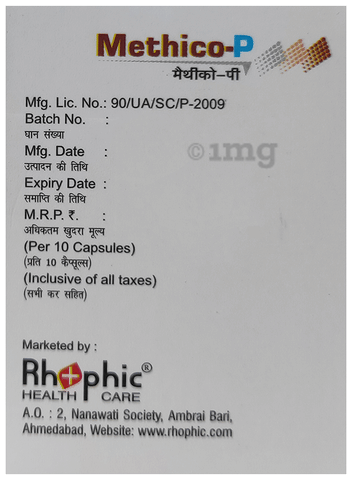 Methico-P
मैथीको-पी
Mfg. Lic. No.: 90/UA/SC/P-2009
Batch No. :
घान संख्या
Mfg. Date :
उत्पादन की तिथि
Expiry Date :
समाप्ति की तिथि
M.R.P. ₹. :
अधिकतम खुदरा मूल्य
(Per 10 Capsules)
(प्रति 10 कैप्सूल्स)
(Inclusive of all taxes)
(सभी कर सहित)
©1mg
Marketed by :
Rhophic®
HEALTH CARE
A.O. : 2, Nanawati Society, Ambrai Bari,
Ahmedabad, Website: www.rhophic.com